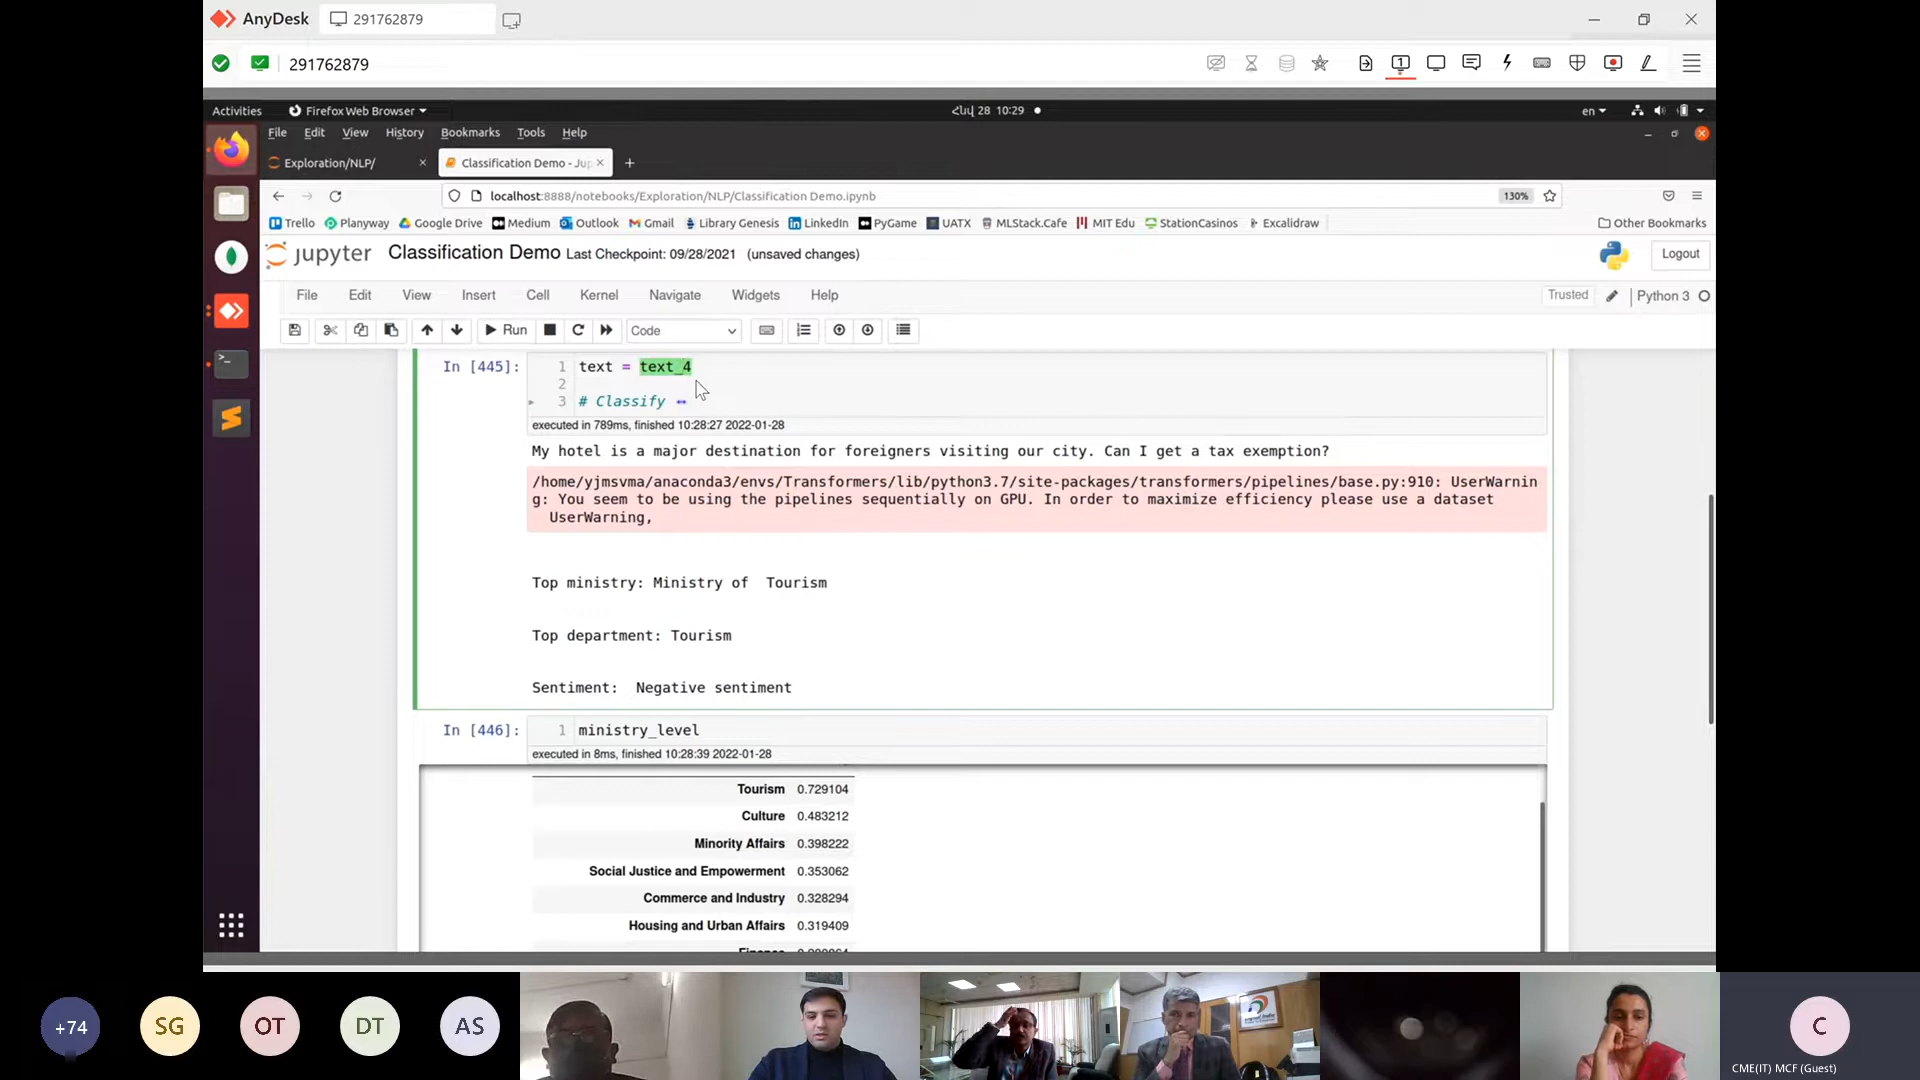 AnyDesk
291762879
291762879
1
Activities
Firefox Web Browser
Հնվ 28 10:29
en
File Edit View History Bookmarks Tools Help
Exploration/NLP/
Classification Demo - Jup
localhost:8888/notebooks/Exploration/NLP/Classification Demo.ipynb
130%
Trello Planyway Google Drive Medium Outlook Gmail Library Genesis LinkedIn PyGame UATX MLStack.Cafe MIT Edu StationCasinos Excalidraw Other Bookmarks
jupyter Classification Demo Last Checkpoint: 09/28/2021 (unsaved changes)
Logout
File Edit View Insert Cell Kernel Navigate Widgets Help
Trusted
Python 3
Run
Code
In [445]:
1 text = text_4
2
3 # Classify
executed in 789ms, finished 10:28:27 2022-01-28
My hotel is a major destination for foreigners visiting our city. Can I get a tax exemption?
/home/yjmsvma/anaconda3/envs/Transformers/lib/python3.7/site-packages/transformers/pipelines/base.py:910: UserWarnin
g: You seem to be using the pipelines sequentially on GPU. In order to maximize efficiency please use a dataset
UserWarning,
Top ministry: Ministry of Tourism
Top department: Tourism
Sentiment: Negative sentiment
In [446]:
1 ministry_level
executed in 8ms, finished 10:28:39 2022-01-28
Tourism 0.729104
Culture 0.483212
Minority Affairs 0.398222
Social Justice and Empowerment 0.353062
Commerce and Industry 0.328294
Housing and Urban Affairs 0.319409
+74
SG
OT
DT
AS
C
CME(IT) MCF (Guest)